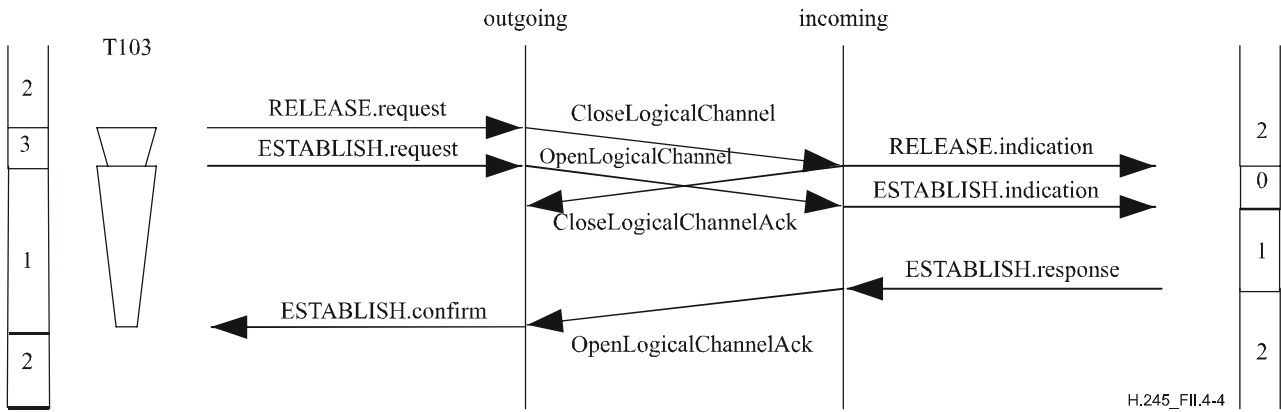 outgoing
incoming
T103
2
RELEASE.request
CloseLogicalChannel
2
3
ESTABLISH.request
OpenLogicalChannel
RELEASE.indication
0
ESTABLISH.indication
CloseLogicalChannelAck
1
1
ESTABLISH.response
ESTABLISH.confirm
OpenLogicalChannelAck
2
2
H.245_FII.4-4